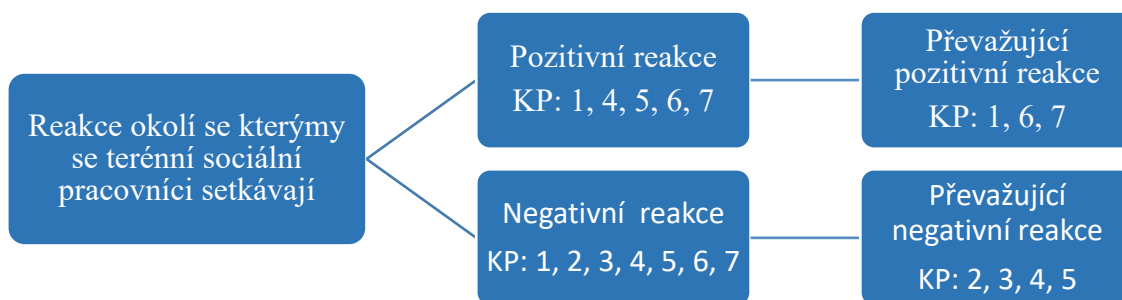 Reakce okolí se kterýmy
se terénní sociální
pracovníci setkávají
Pozitivní reakce
KP: 1, 4, 5, 6, 7
Převažující
pozitivní reakce
KP: 1, 6, 7
Negativní  reakce
KP: 1, 2, 3, 4, 5, 6, 7
Převažující
negativní reakce
KP: 2, 3, 4, 5